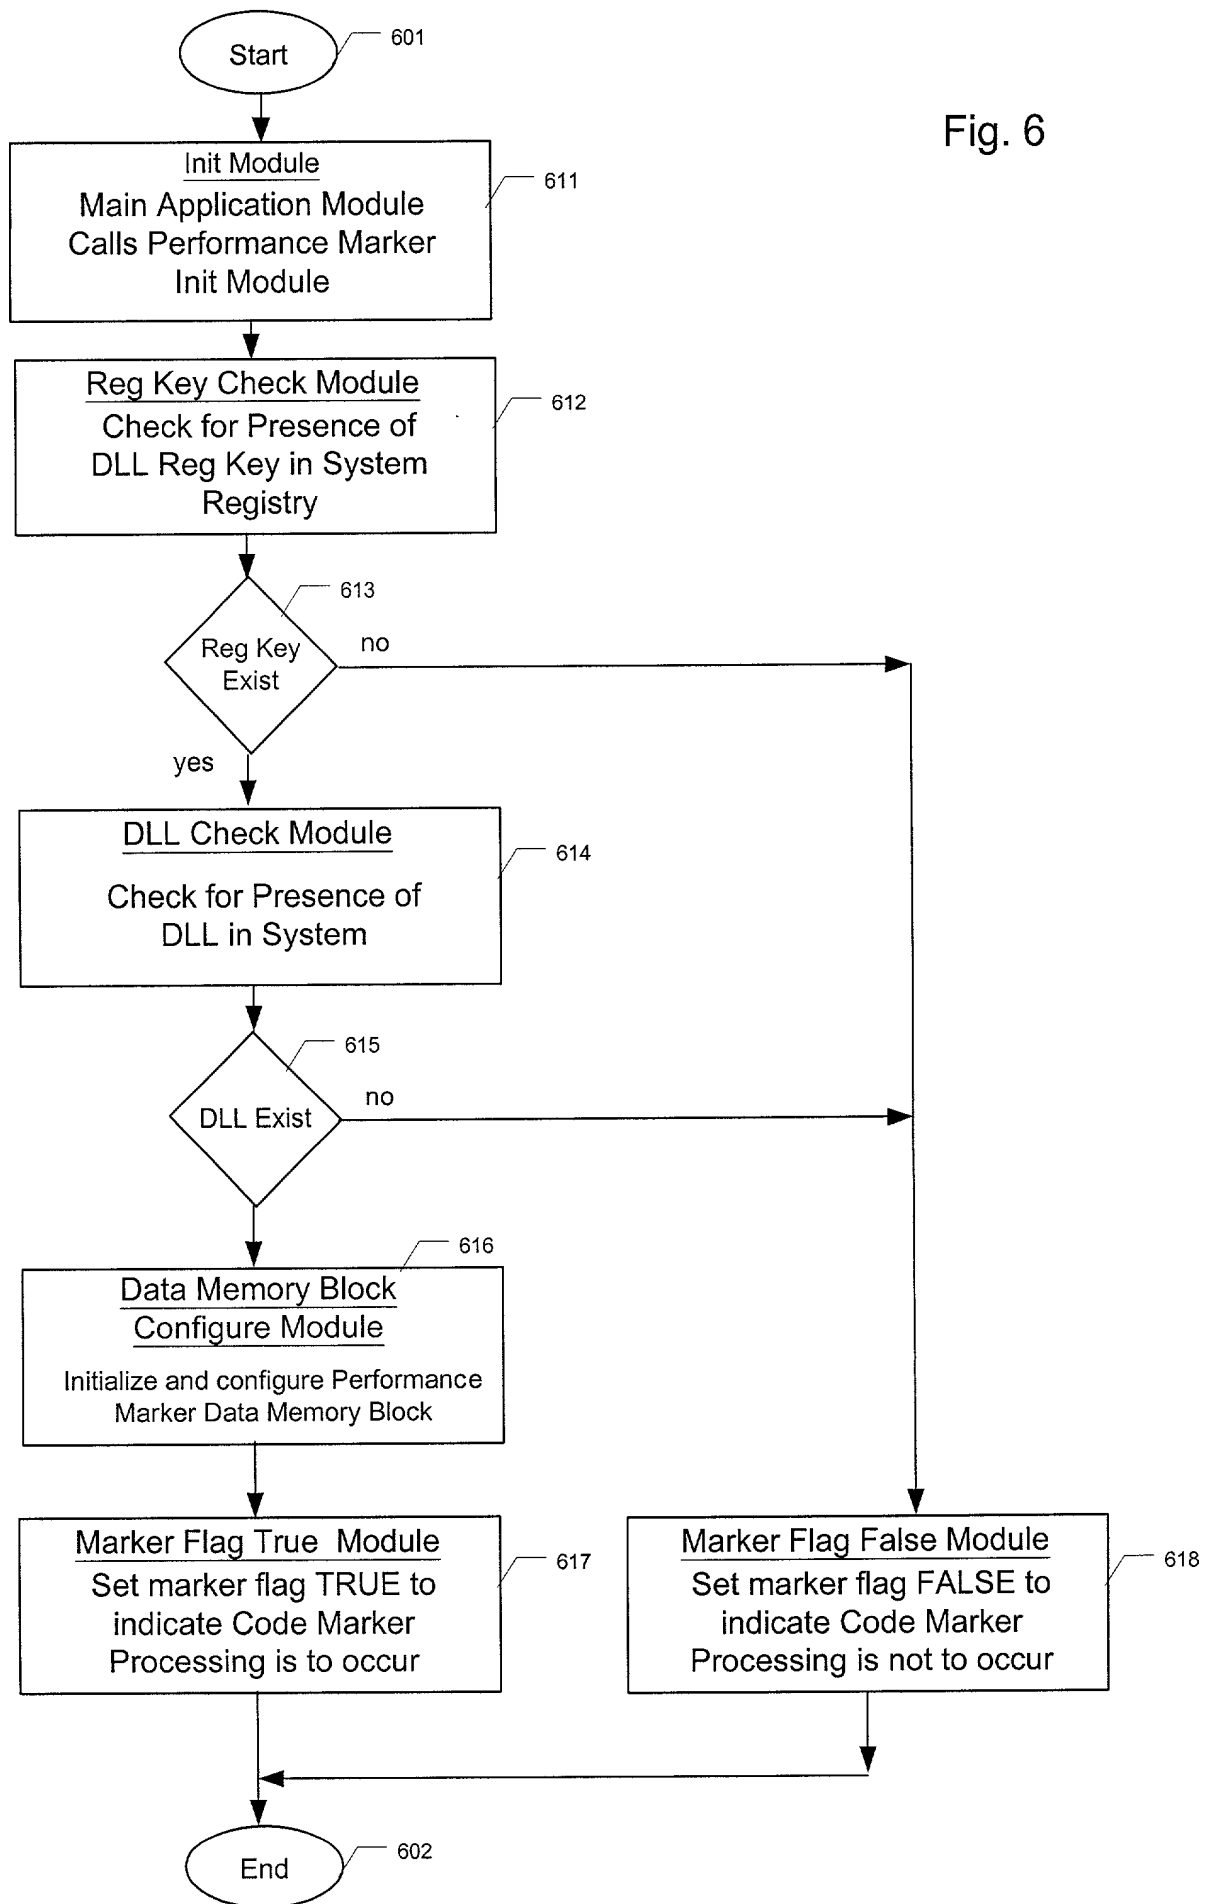 Start
601
Fig. 6
Init Module
Main Application Module
Calls Performance Marker
Init Module
611
Reg Key Check Module
Check for Presence of
DLL Reg Key in System
Registry
612
613
Reg Key
Exist
no
yes
DLL Check Module
Check for Presence of
DLL in System
614
615
DLL Exist
no
616
Data Memory Block
Configure Module
Initialize and configure Performance
Marker Data Memory Block
Marker Flag True Module
Set marker flag TRUE to
indicate Code Marker
Processing is to occur
617
Marker Flag False Module
Set marker flag FALSE to
indicate Code Marker
Processing is not to occur
618
End
602